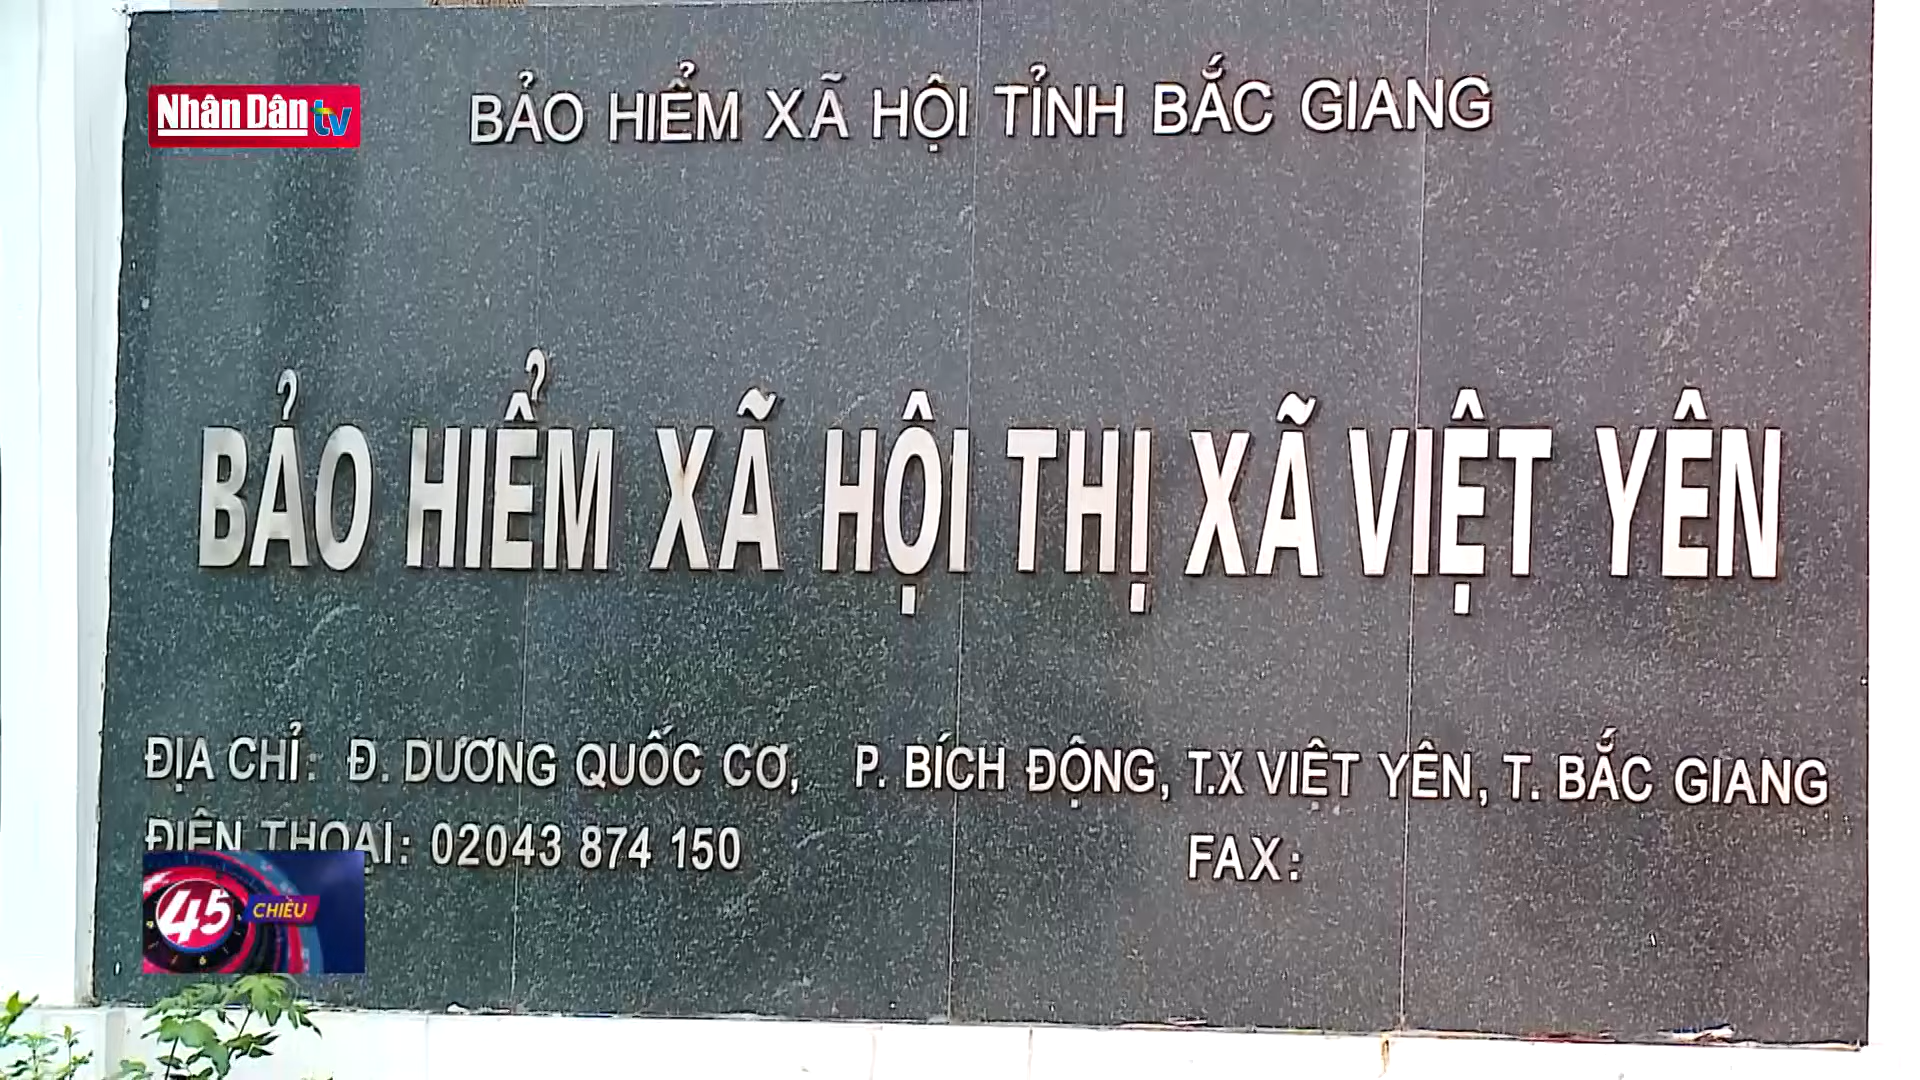 Nhân Dân tv
BẢO HIỂM XÃ HỘI TỈNH BẮC GIANG
BẢO HIỂM XÃ HỘI THỊ XÃ VIỆT YÊN
ĐỊA CHỈ: Đ. DƯƠNG QUỐC CƠ, P. BÍCH ĐỘNG, T.X VIỆT YÊN, T. BẮC GIANG
ĐIỆN THOẠI: 02043 874 150 FAX:
45 CHIỀU